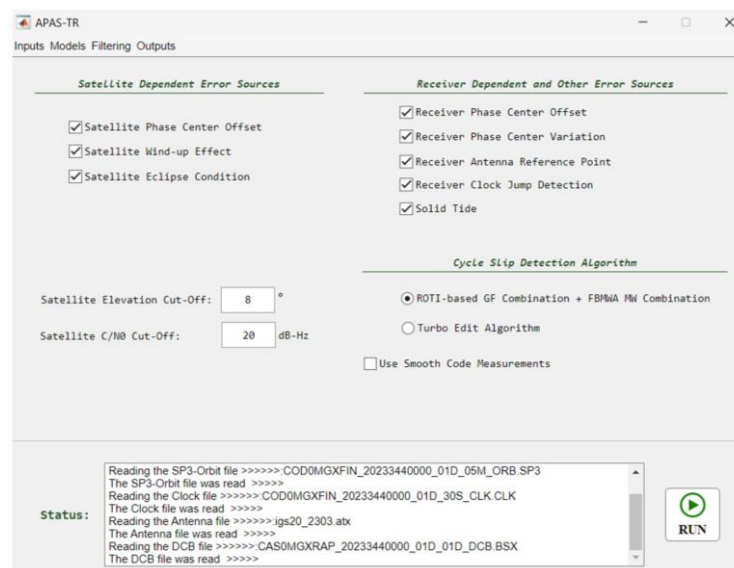 APAS-TR
Inputs Models Filtering Outputs
Satellite Dependent Error Sources
Satellite Phase Center Offset
Satellite Wind-up Effect
Satellite Eclipse Condition
Satellite Elevation Cut-Off: 8 °
Satellite C/N0 Cut-Off: 20 dB-Hz
Receiver Dependent and Other Error Sources
Receiver Phase Center Offset
Receiver Phase Center Variation
Receiver Antenna Reference Point
Receiver Clock Jump Detection
Solid Tide
Cycle Slip Detection Algorithm
ROTI-based GF Combination + FBMWA MW Combination
Turbo Edit Algorithm
Use Smooth Code Measurements
Status:
Reading the SP3-Orbit file >>>>>>:COD0MGXFIN_20233440000_01D_05M_ORB.SP3
The SP3-Orbit file was read >>>>>
Reading the Clock file >>>>>>:COD0MGXFIN_20233440000_01D_30S_CLK.CLK
The Clock file was read >>>>>
Reading the Antenna file >>>>>>:igs20_2303.atx
The Antenna file was read >>>>>
Reading the DCB file >>>>>>:CAS0MGXRAP_20233440000_01D_01D_DCB.BSX
The DCB file was read >>>>>
RUN